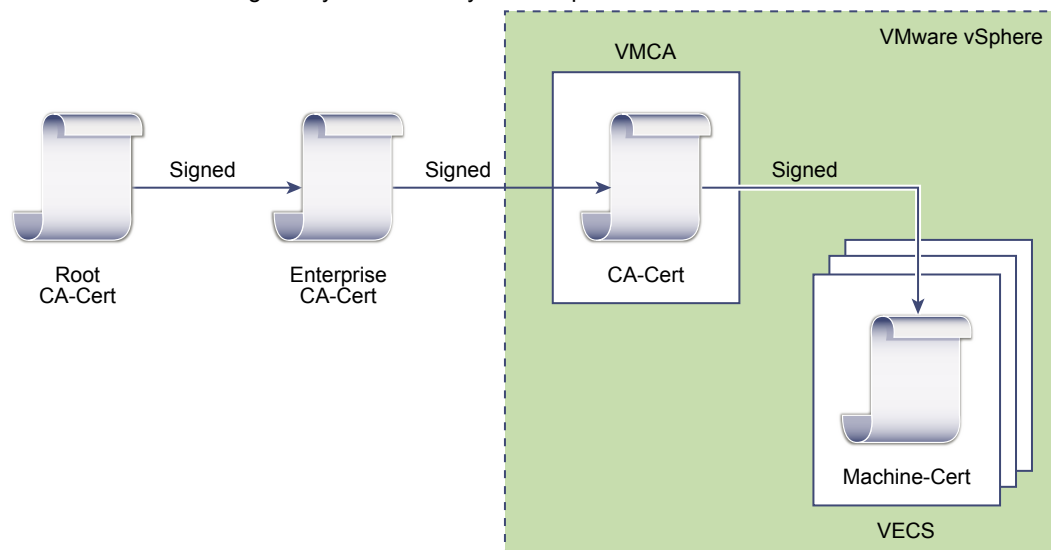 VMware vSphere
VMCA
Signed
Signed
Signed
Root
CA-Cert
Enterprise
CA-Cert
CA-Cert
Machine-Cert
VECS